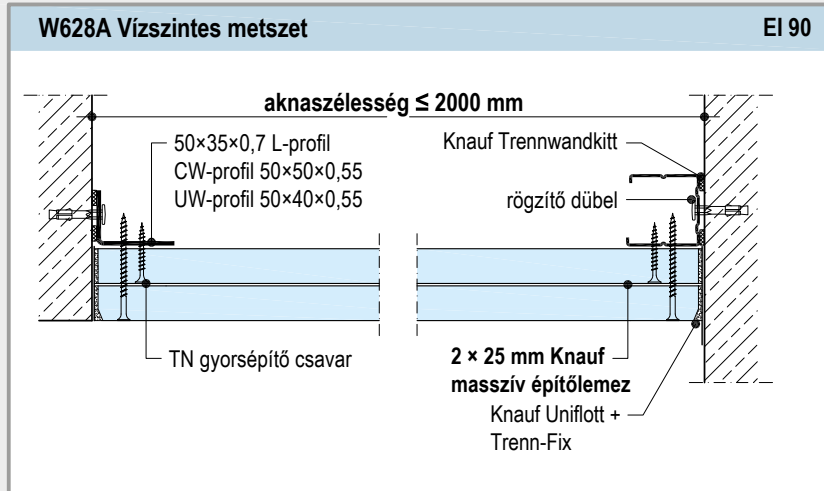 W628A Vízszintes metszet
EI 90
aknaszélesség ≤ 2000 mm
50×35×0,7 L-profil
CW-profil 50×50×0,55
UW-profil 50×40×0,55
Knauf Trennwandkitt
rögzítő dübel
TN gyorsépítő csavar
2 × 25 mm Knauf
masszív építőlemez
Knauf Uniflott +
Trenn-Fix